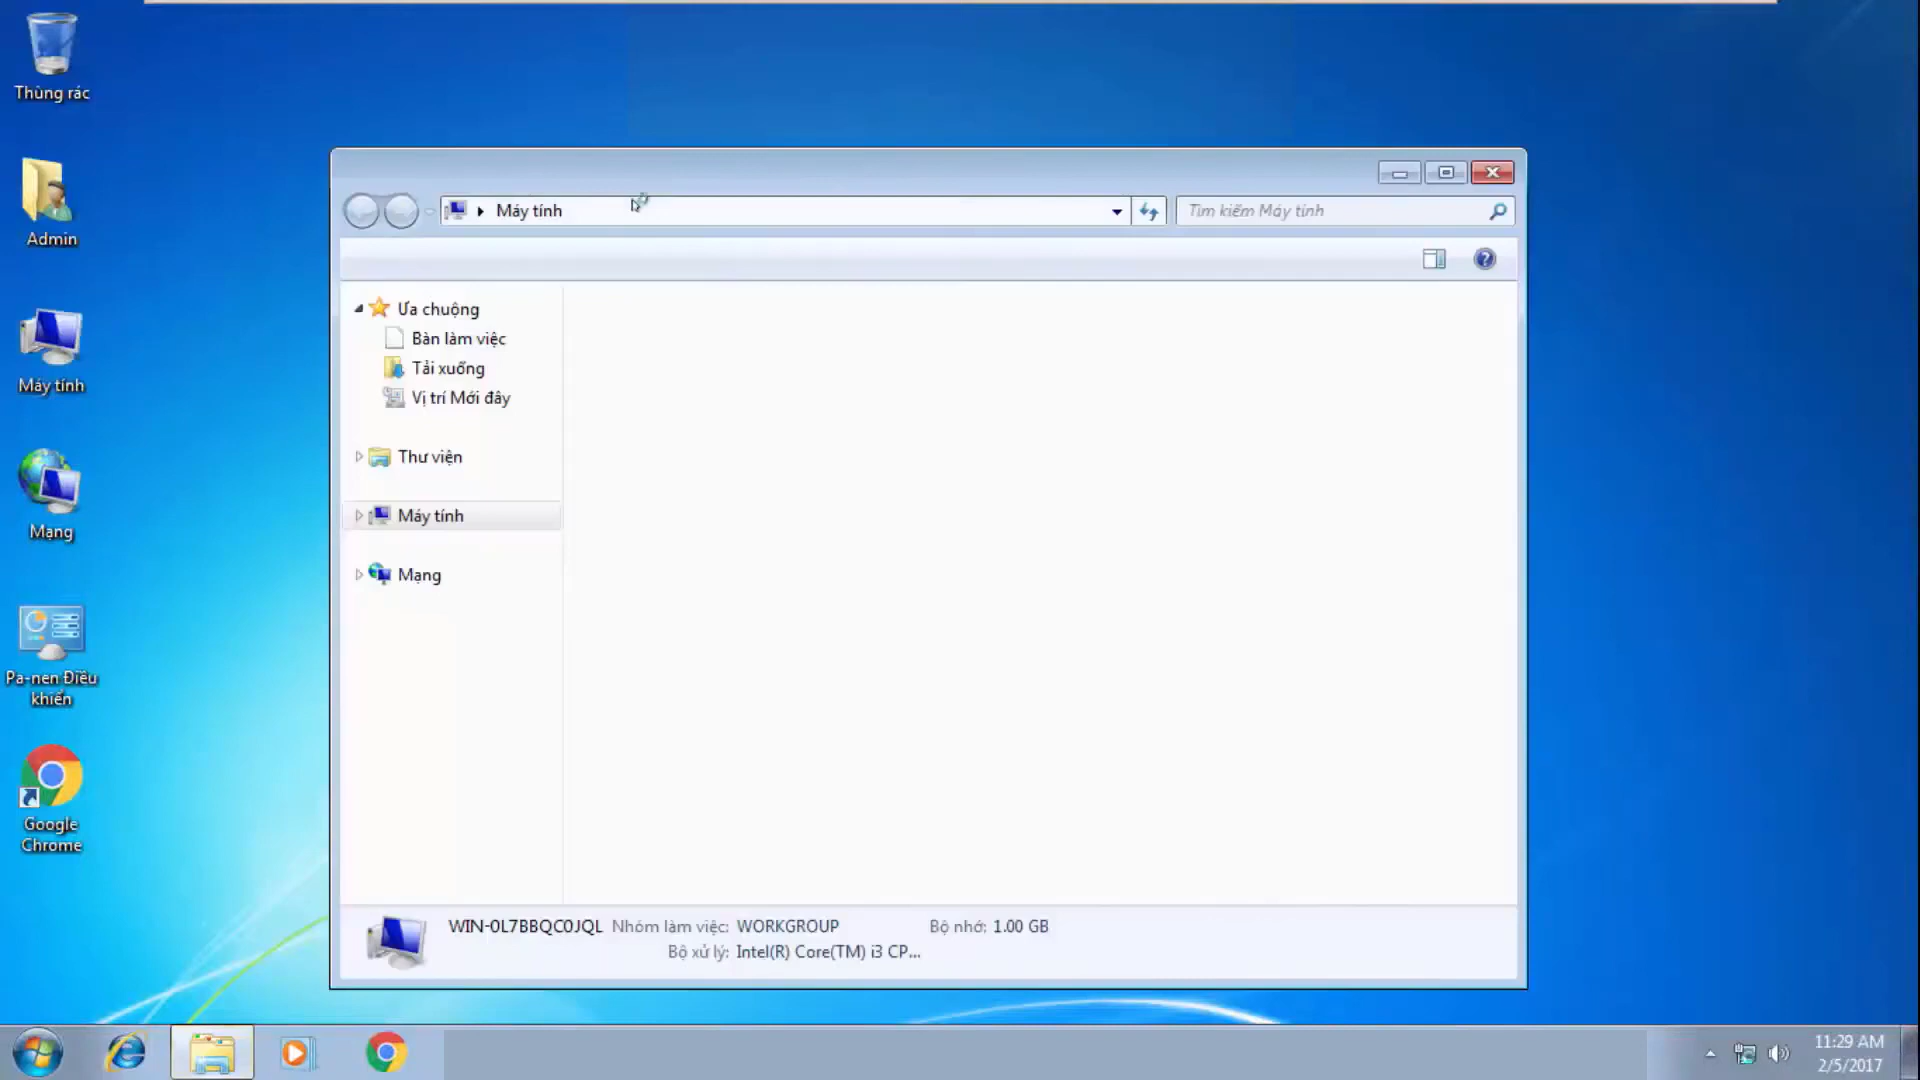 Thùng rác
Admin
Máy tính
Mạng
Pa-nen Điều
khiển
Google
Chrome
Máy tính
Tìm kiếm Máy tính
Ưa chuộng
Bàn làm việc
Tải xuống
Vị trí Mới đây
Thư viện
Máy tính
Mạng
WIN-0L7BBQC0JQL Nhóm làm việc: WORKGROUP Bộ nhớ: 1.00 GB
Bộ xử lý: Intel(R) Core(TM) i3 CP...
11:29 AM
2/5/2017